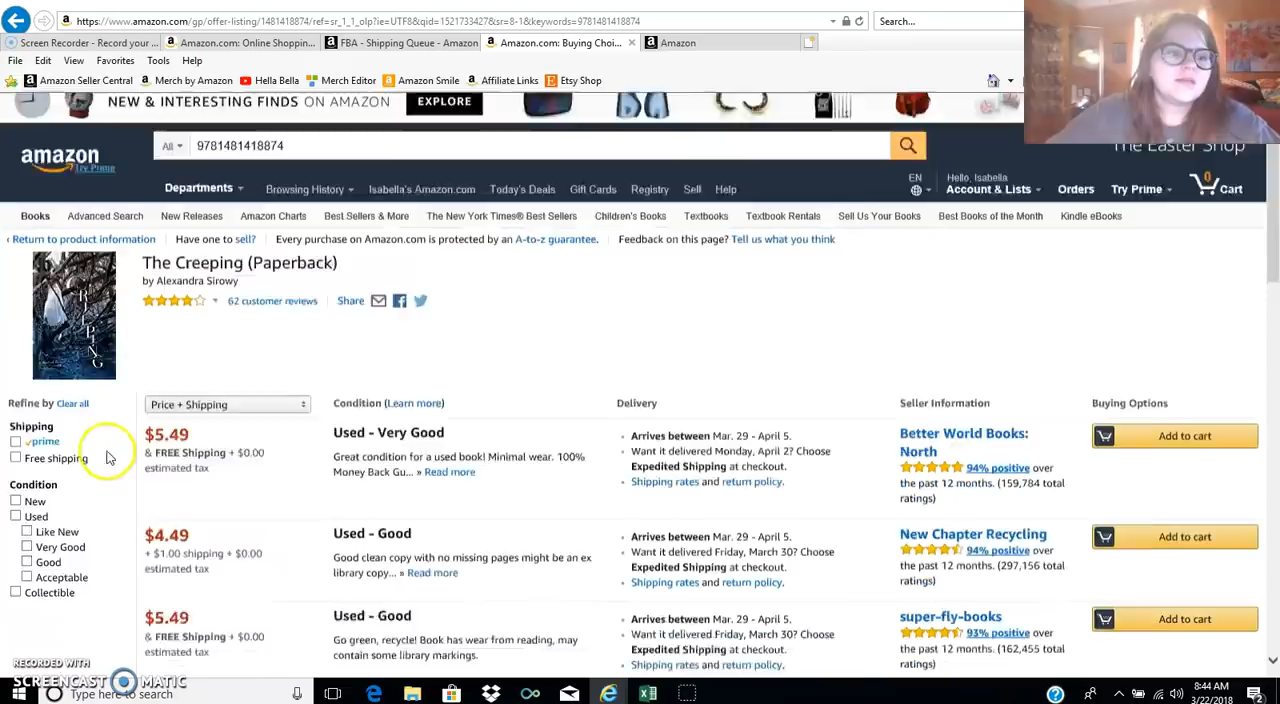 https://www.amazon.com/gp/offer-listing/1481418874/ref=sr_1_1_olp?ie=UTF8&qid=1521733427&sr=8-1&keywords=9781481418874
Search...
Screen Recorder - Record your ...
Amazon.com: Online Shoppin...
FBA - Shipping Queue - Amazon
Amazon.com: Buying Choi...
Amazon
File Edit View Favorites Tools Help
Amazon Seller Central
Merch by Amazon
Hella Bella
Merch Editor
Amazon Smile
Affiliate Links
Etsy Shop
NEW & INTERESTING FINDS ON AMAZON
EXPLORE
amazon
Try Prime
All
9781481418874
The Easter Shop
Departments
Browsing History
Isabella's Amazon.com
Today's Deals
Gift Cards
Registry
Sell
Help
EN
Hello, Isabella
Account & Lists
Orders
Try Prime
0
Cart
Books
Advanced Search
New Releases
Amazon Charts
Best Sellers & More
The New York Times® Best Sellers
Children's Books
Textbooks
Textbook Rentals
Sell Us Your Books
Best Books of the Month
Kindle eBooks
‹ Return to product information
Have one to sell?
Every purchase on Amazon.com is protected by an A-to-z guarantee.
Feedback on this page? Tell us what you think
The Creeping (Paperback)
by Alexandra Sirowy
62 customer reviews
Share
Refine by Clear all
Shipping
prime
Free shipping
Condition
New
Used
Like New
Very Good
Good
Acceptable
Collectible
Price + Shipping
Condition (Learn more)
Delivery
Seller Information
Buying Options
$5.49
& FREE Shipping + $0.00
estimated tax
Used - Very Good
Great condition for a used book! Minimal wear. 100%
Money Back Gu... » Read more
Arrives between Mar. 29 - April 5.
Want it delivered Monday, April 2? Choose
Expedited Shipping at checkout.
Shipping rates and return policy.
Better World Books:
North
94% positive over
the past 12 months. (159,784 total
ratings)
Add to cart
$4.49
+ $1.00 shipping + $0.00
estimated tax
Used - Good
Good clean copy with no missing pages might be an ex
library copy... » Read more
Arrives between Mar. 29 - April 5.
Want it delivered Friday, March 30? Choose
Expedited Shipping at checkout.
Shipping rates and return policy.
New Chapter Recycling
94% positive over
the past 12 months. (297,156 total
ratings)
Add to cart
$5.49
& FREE Shipping + $0.00
estimated tax
Used - Good
Go green, recycle! Book has wear from reading, may
contain some library markings.
Arrives between Mar. 29 - April 5.
Want it delivered Friday, March 30? Choose
Expedited Shipping at checkout.
Shipping rates and return policy.
super-fly-books
93% positive over
the past 12 months. (162,455 total
ratings)
Add to cart
RECORDED WITH
SCREENCAST MATIC
Type here to search
8:44 AM
3/22/2018
2